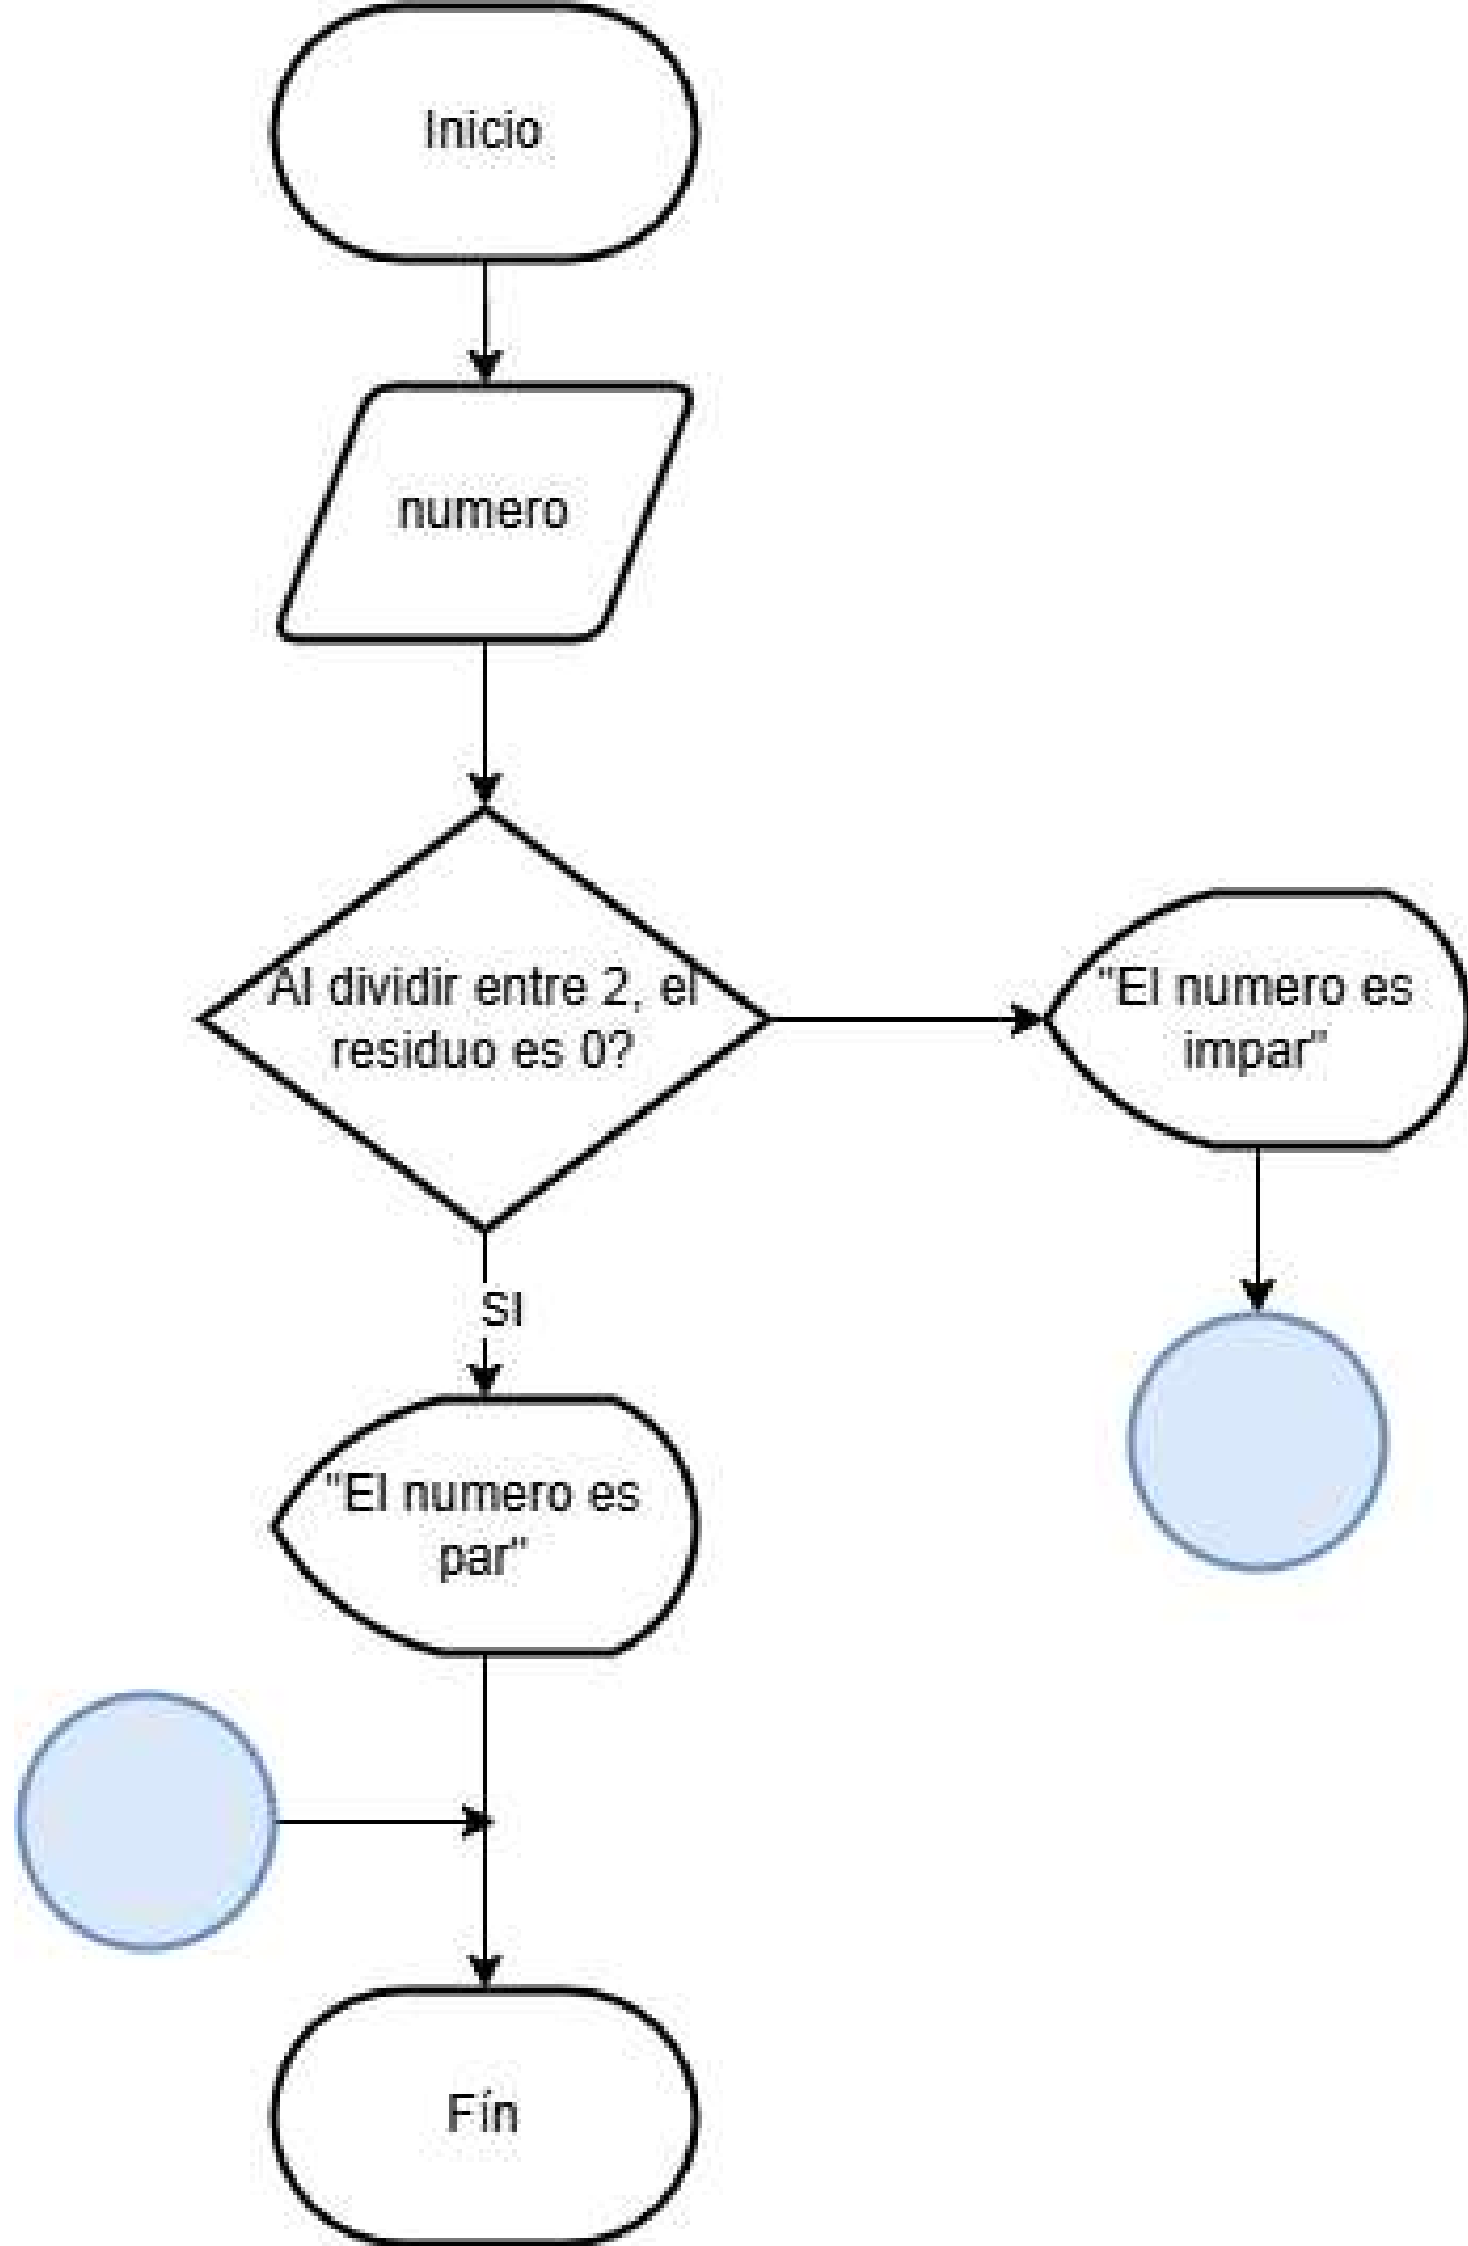 Inicio
numero
Al dividir entre 2, el
residuo es 0?
"El numero es
impar"
SI
"El numero es
par"
Fín